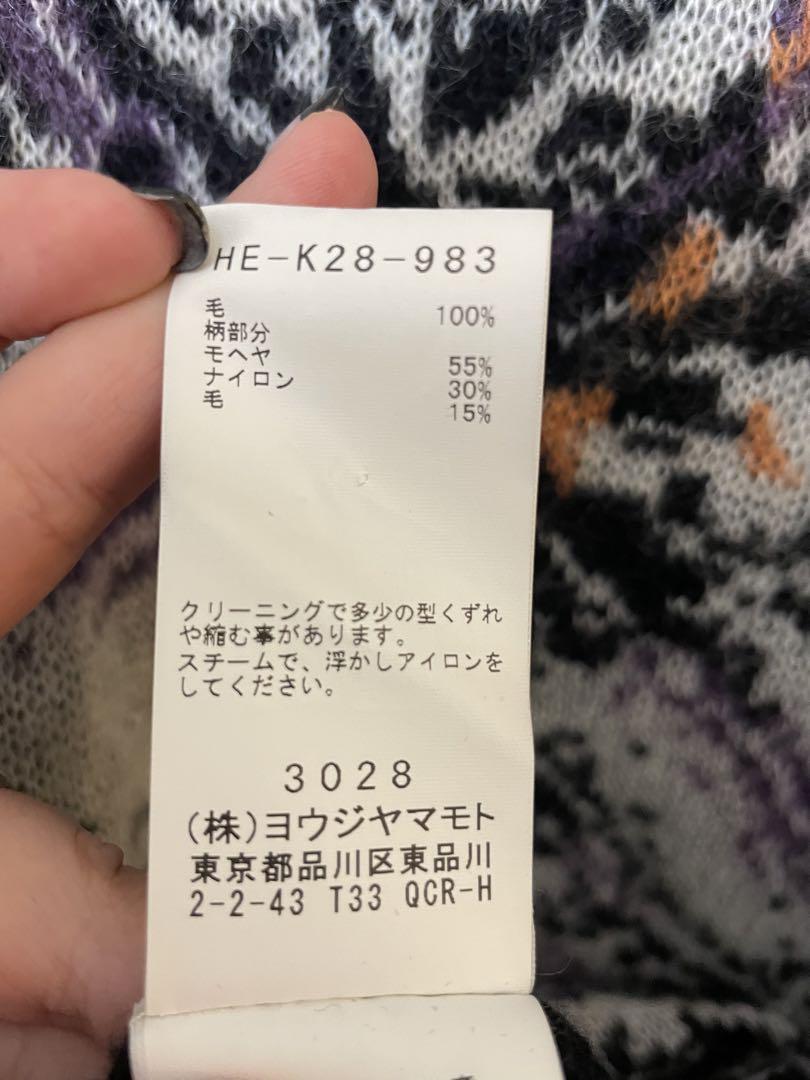 HE-K28-983
毛 100%
柄部分
モヘヤ 55%
ナイロン 30%
毛 15%
クリーニングで多少の型くずれ
や縮む事があります。
スチームで、浮かしアイロンを
してください。
3028
(株)ヨウジヤマモト
東京都品川区東品川
2-2-43 T33 QCR-H